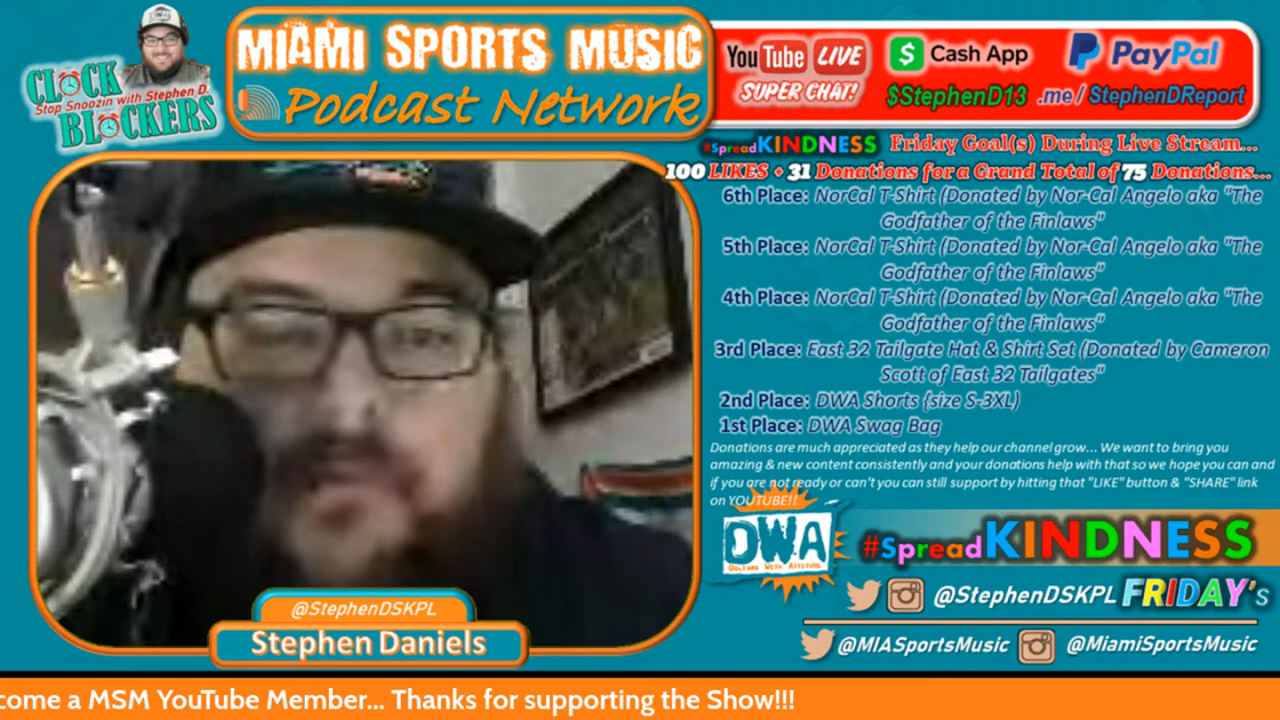 CLOCK
Stop Snoozin with Stephen D.
BLOCKERS
MIAMI SPORTS MUSIC
Podcast Network
YouTube LIVE
SUPER CHAT!
$ Cash App
$StephenD13
PayPal
.me/StephenDReport
#SpreadKINDNESS Friday Goal(s) During Live Stream...
100 LIKES + 31 Donations for a Grand Total of 75 Donations...
6th Place: NorCal T-Shirt (Donated by Nor-Cal Angelo aka "The
Godfather of the Finlaws"
5th Place: NorCal T-Shirt (Donated by Nor-Cal Angelo aka "The
Godfather of the Finlaws"
4th Place: NorCal T-Shirt (Donated by Nor-Cal Angelo aka "The
Godfather of the Finlaws"
3rd Place: East 32 Tailgate Hat & Shirt Set (Donated by Cameron
Scott of East 32 Tailgates"
2nd Place: DWA Shorts {size S-3XL)
1st Place: DWA Swag Bag
Donations are much appreciated as they help our channel grow... We want to bring you
amazing & new content consistently and your donations help with that so we hope you can and
if you are not ready or can't you can still support by hitting that "LIKE" button & "SHARE" link
on YOUTUBE!!
DWA
DOLFANS WITH ATTITUDE
#SpreadKINDNESS
@StephenDSKPL FRIDAY's
@MIASportsMusic @MiamiSportsMusic
@StephenDSKPL
Stephen Daniels
come a MSM YouTube Member... Thanks for supporting the Show!!!